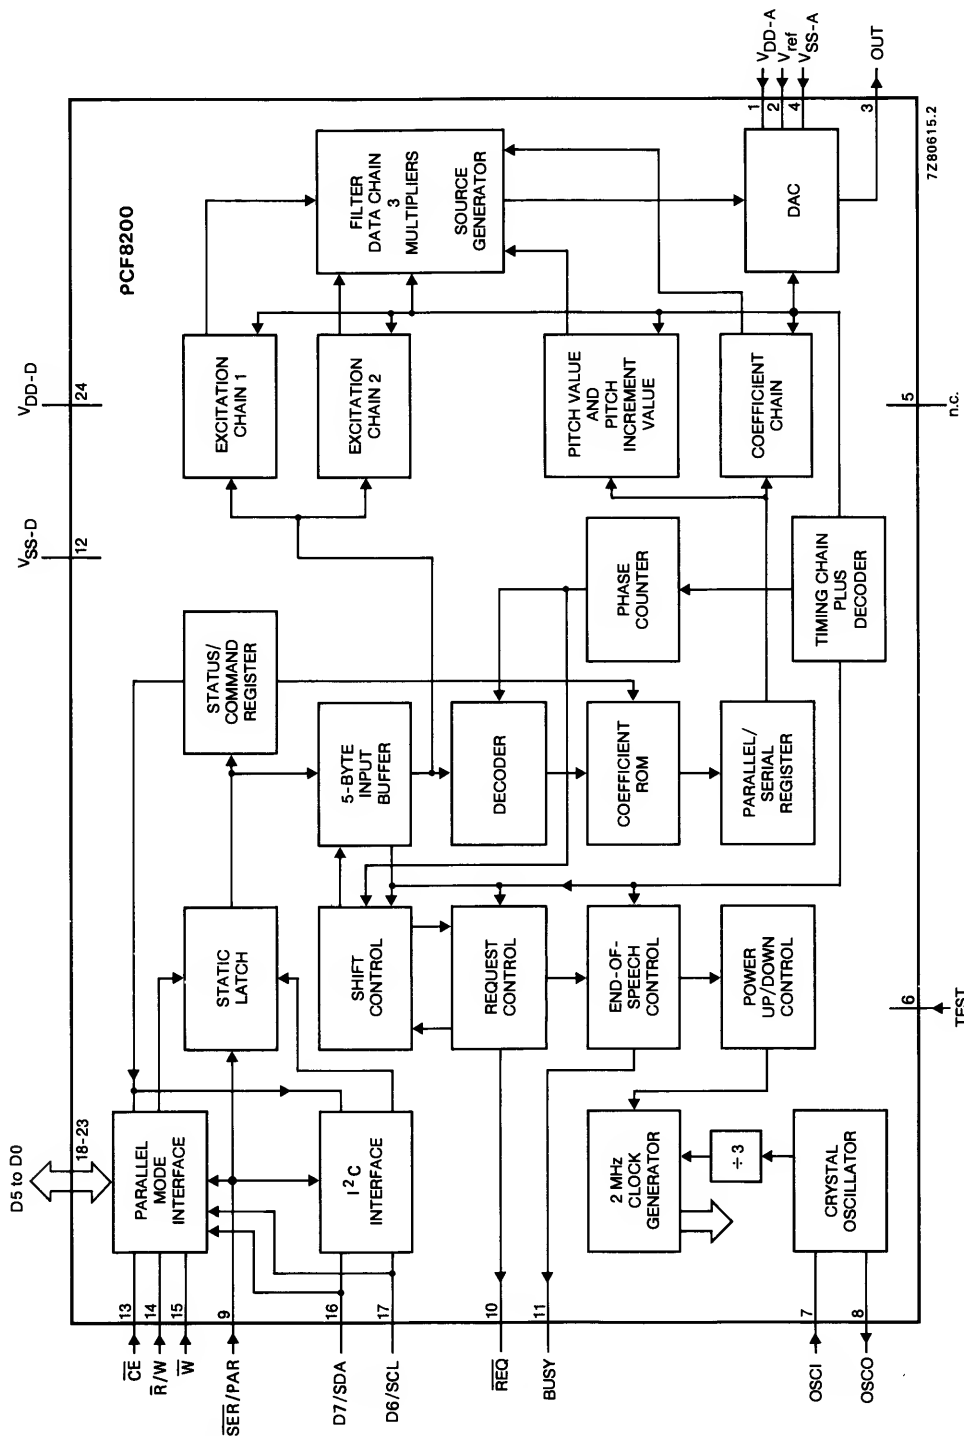 PCF8200
V̅DD-D
24
VSS-D
12
D5 to D0
18-23
CE
13
R/W
14
W
15
SER/PAR
9
D7/SDA
16
D6/SCL
17
REQ
10
BUSY
11
OSCI
7
OSCO
8
PARALLEL
MODE
INTERFACE
I²C
INTERFACE
2 MHz
CLOCK
GENERATOR
÷ 3
CRYSTAL
OSCILLATOR
STATIC
LATCH
SHIFT
CONTROL
REQUEST
CONTROL
END-OF-
SPEECH
CONTROL
POWER
UP/DOWN
CONTROL
STATUS/
COMMAND
REGISTER
5-BYTE
INPUT
BUFFER
DECODER
COEFFICIENT
ROM
PARALLEL/
SERIAL
REGISTER
PHASE
COUNTER
TIMING CHAIN
PLUS
DECODER
EXCITATION
CHAIN 1
EXCITATION
CHAIN 2
PITCH VALUE
AND
PITCH
INCREMENT
VALUE
COEFFICIENT
CHAIN
FILTER
DATA CHAIN
3
MULTIPLIERS
SOURCE
GENERATOR
DAC
1
VDD-A
2
Vref
4
VSS-A
3
OUT
6
TEST
5
n.c.
7Z80615.2